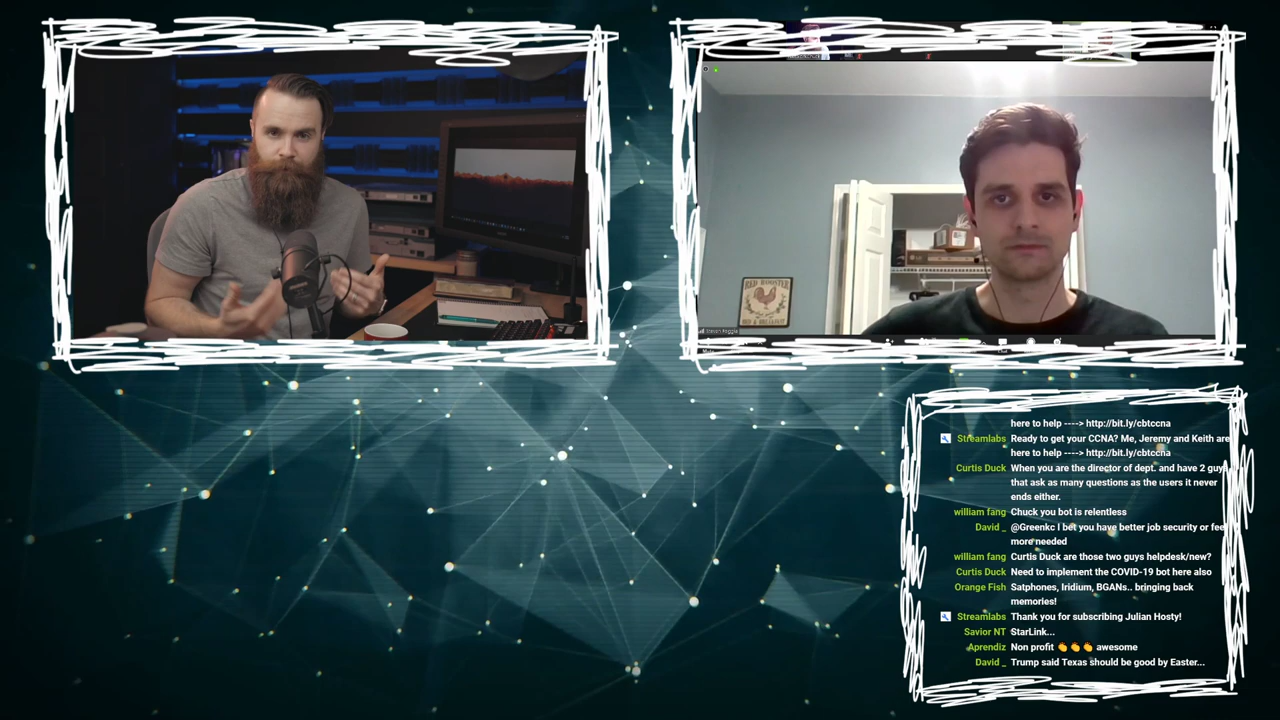 RED ROOSTER
BED & BREAKFAST
here to help ----> http://bit.ly/cbtccna
Streamlabs Ready to get your CCNA? Me, Jeremy and Keith are
here to help ----> http://bit.ly/cbtccna
Curtis Duck When you are the director of dept. and have 2 guys
that ask as many questions as the users it never
ends either.
william fang Chuck you bot is relentless
David _ @Greenkc I bet you have better job security or feel
more needed
william fang Curtis Duck are those two guys helpdesk/new?
Curtis Duck Need to implement the COVID-19 bot here also
Orange Fish Satphones, Iridium, BGANs.. bringing back
memories!
Streamlabs Thank you for subscribing Julian Hosty!
Savior NT StarLink...
Aprendiz Non profit 👏👏👏 awesome
David _ Trump said Texas should be good by Easter...